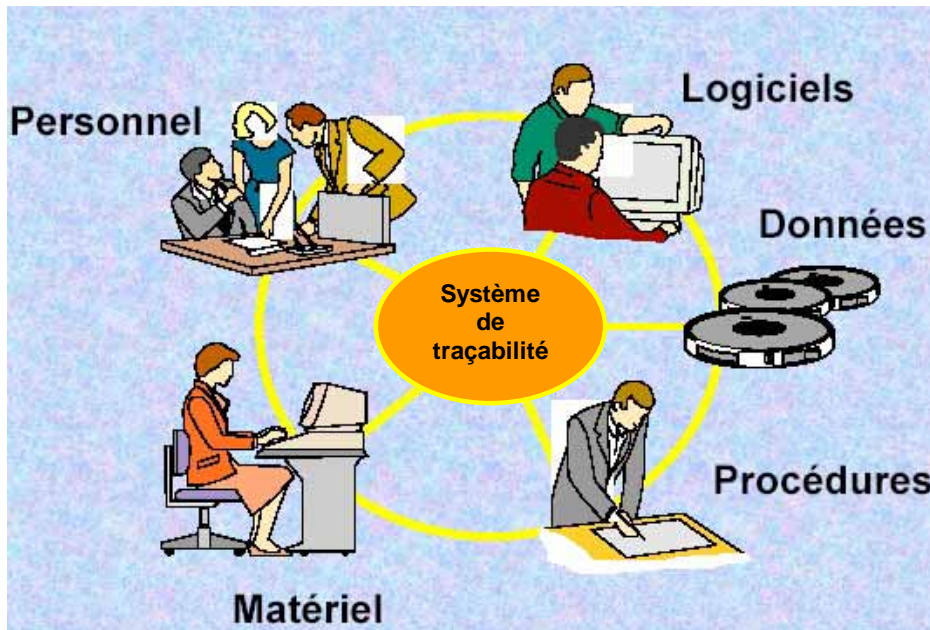 Logiciels
Personnel
Données
Système
de
traçabilité
Procédures
Matériel